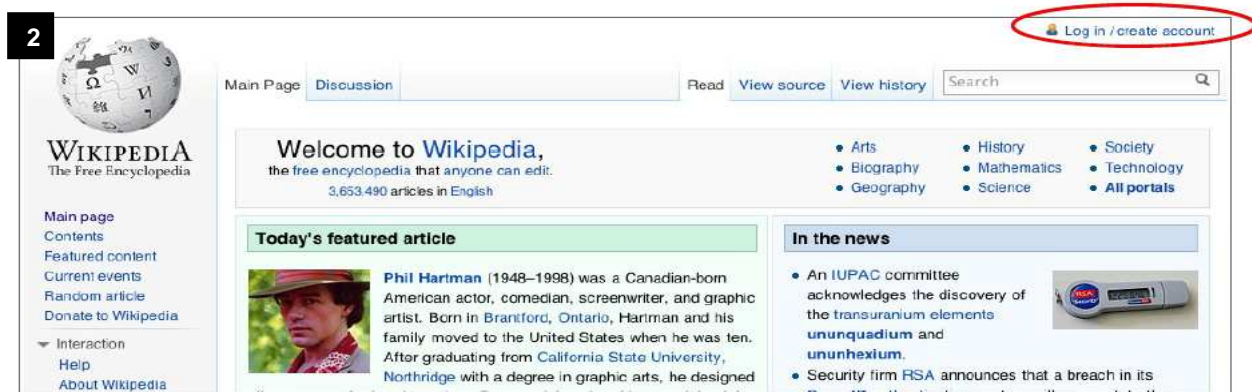 2
Log in / create account
Main Page Discussion Read View source View history Search
WIKIPEDIA
The Free Encyclopedia
Main page
Contents
Featured content
Current events
Random article
Donate to Wikipedia
Interaction
Help
About Wikipedia
Welcome to Wikipedia,
the free encyclopedia that anyone can edit.
3,653,490 articles in English
• Arts
• Biography
• Geography
• History
• Mathematics
• Science
• Society
• Technology
• All portals
Today's featured article
Phil Hartman (1948–1998) was a Canadian-born
American actor, comedian, screenwriter, and graphic
artist. Born in Brantford, Ontario, Hartman and his
family moved to the United States when he was ten.
After graduating from California State University,
Northridge with a degree in graphic arts, he designed
In the news
• An IUPAC committee
acknowledges the discovery of
the transuranium elements
ununquadium and
ununhexium.
• Security firm RSA announces that a breach in its